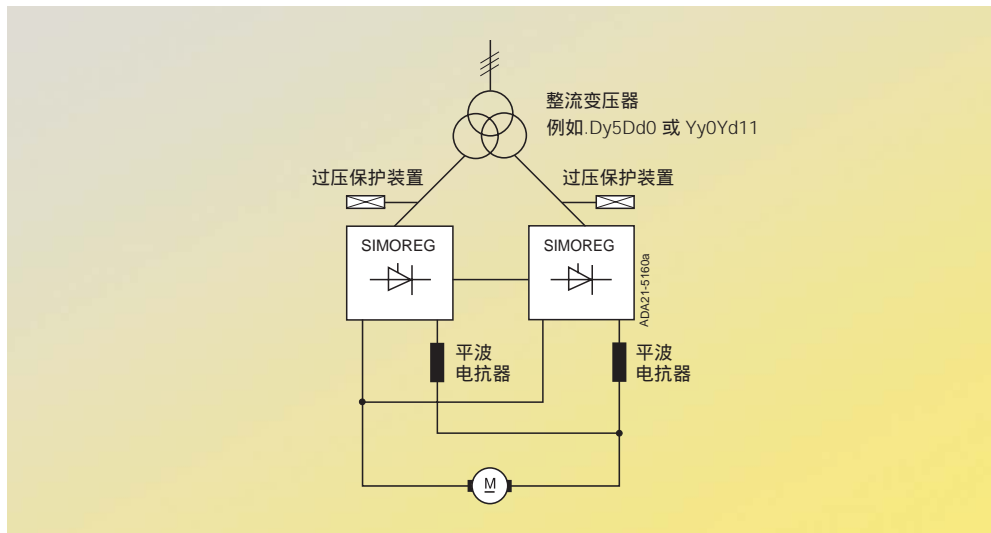 整流变压器
例如.Dy5Dd0 或 Yy0Yd11
过压保护装置
过压保护装置
SIMOREG
SIMOREG
ADA21-5160a
平波
电抗器
平波
电抗器
M